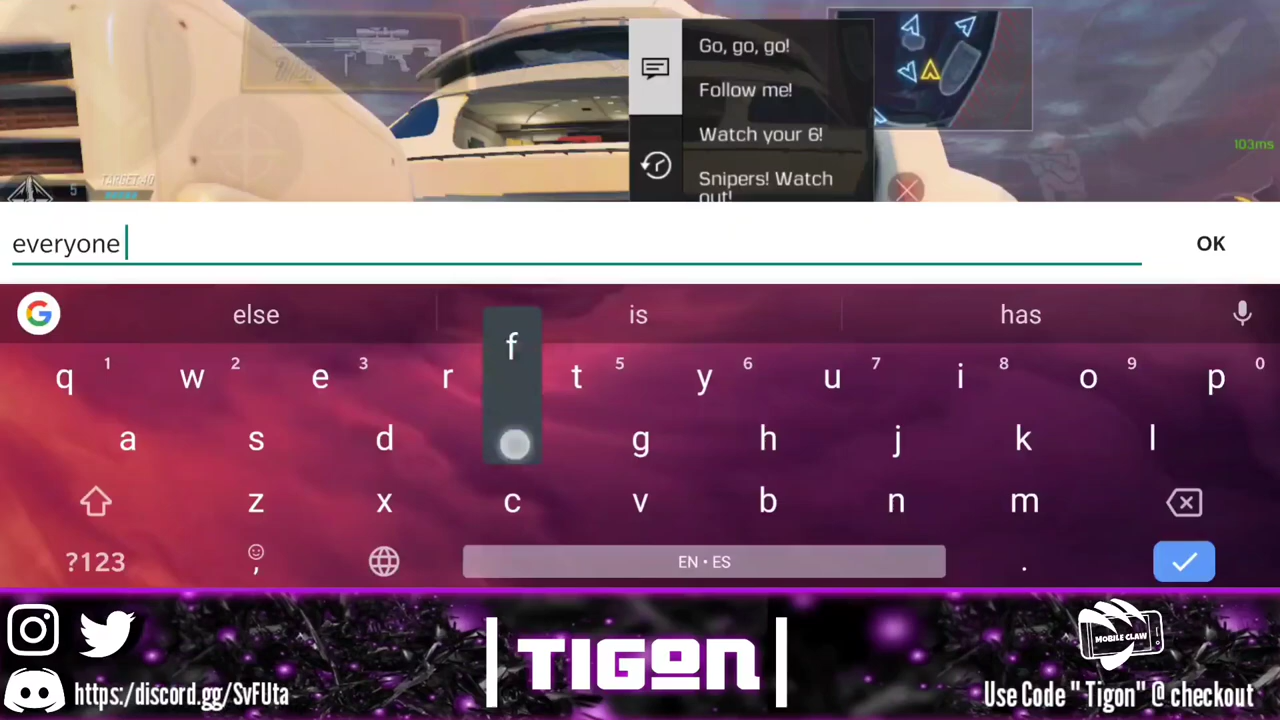 Go, go, go!
Follow me!
Watch your 6!
Snipers! Watch
out!
103ms
5
everyone
OK
else is has
f
q 1 w 2 e 3 r t 5 y 6 u 7 i 8 o 9 p 0
a s d g h j k l
z x c v b n m
?123 , EN • ES .
TIGON
MOBILE CLAW
https:/discord.gg/SvFUta
Use Code " Tigon" @ checkout